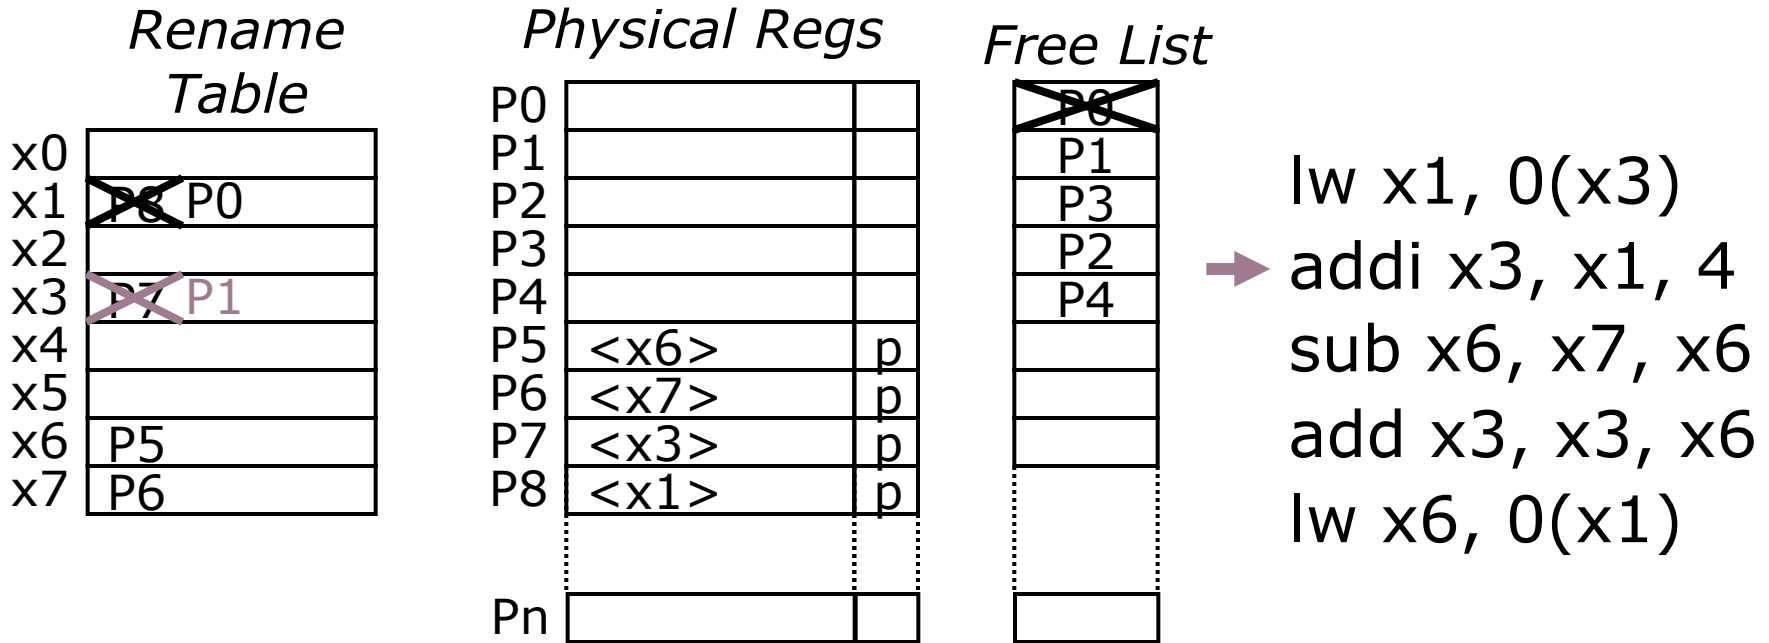 Rename
Table
x0
x1 P8 P0
x2
x3 P7 P1
x4
x5
x6 P5
x7 P6
Physical Regs
P0
P1
P2
P3
P4
P5 <x6> p
P6 <x7> p
P7 <x3> p
P8 <x1> p
Pn
Free List
P0
P1
P3
P2
P4
lw x1, 0(x3)
addi x3, x1, 4
sub x6, x7, x6
add x3, x3, x6
lw x6, 0(x1)